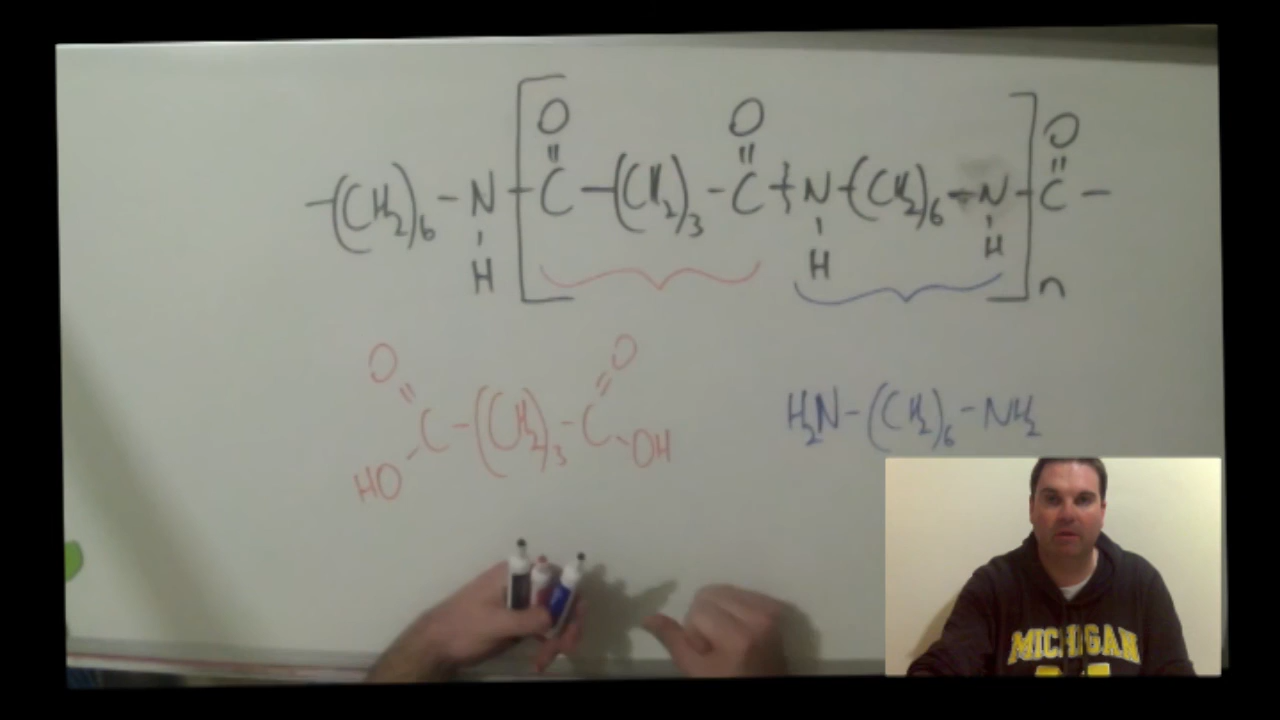 O O O
-(CH₂)₆-N-[C-(CH₂)₃-C-N-(CH₂)₆-N-]C-
H H H n
O O
HO-C-(CH₂)₃-C-OH
H₂N-(CH₂)₆-NH₂
MICHIGAN